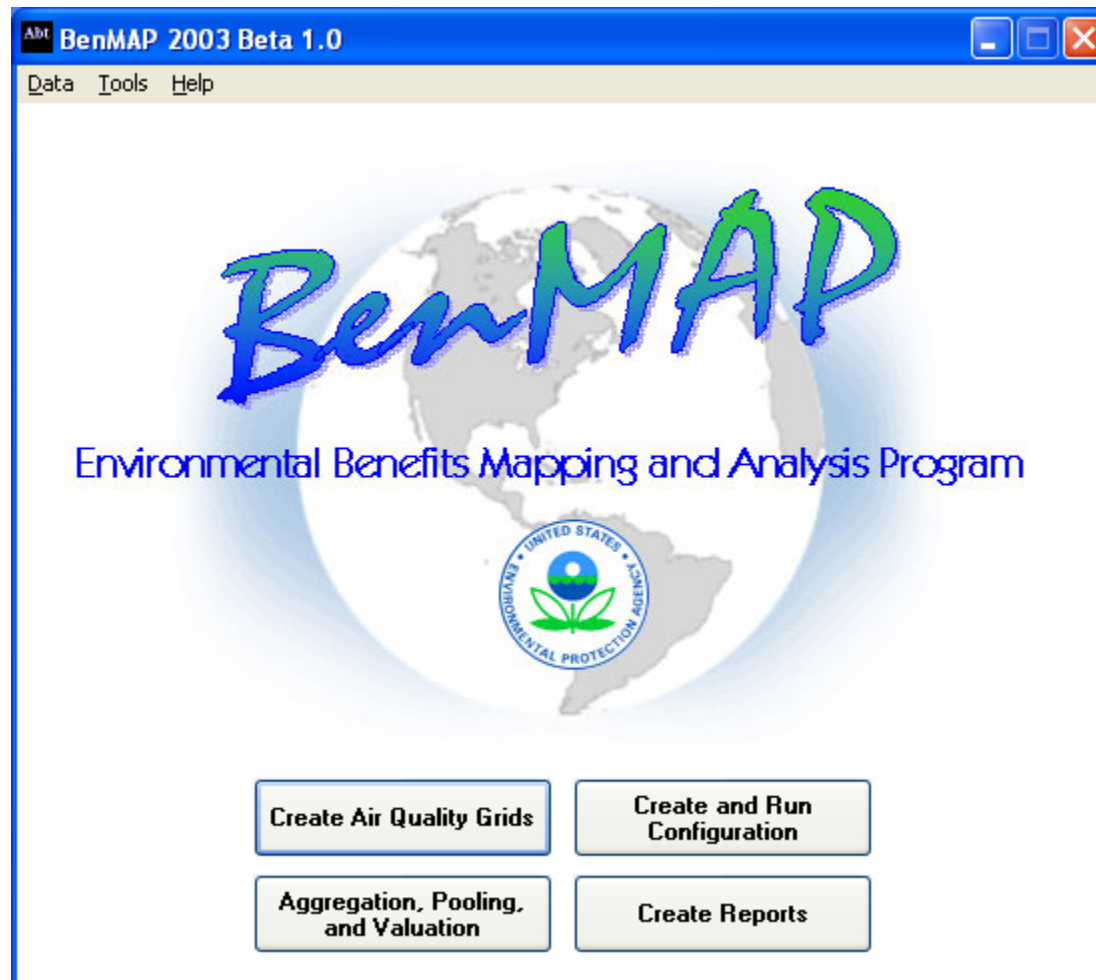 Abt BenMAP 2003 Beta 1.0
Data Tools Help
BenMAP
Environmental Benefits Mapping and Analysis Program
UNITED STATES
ENVIRONMENTAL PROTECTION AGENCY
Create Air Quality Grids
Create and Run
Configuration
Aggregation, Pooling,
and Valuation
Create Reports